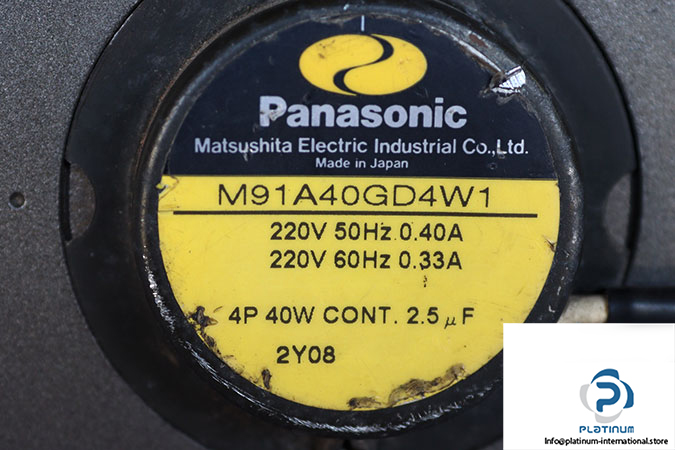 Panasonic
Matsushita Electric Industrial Co.,Ltd.
Made in Japan
M91A40GD4W1
220V 50Hz 0.40A
220V 60Hz 0.33A
4P 40W CONT. 2.5μF
2Y08
PLATINUM
Info@platinum-international.store